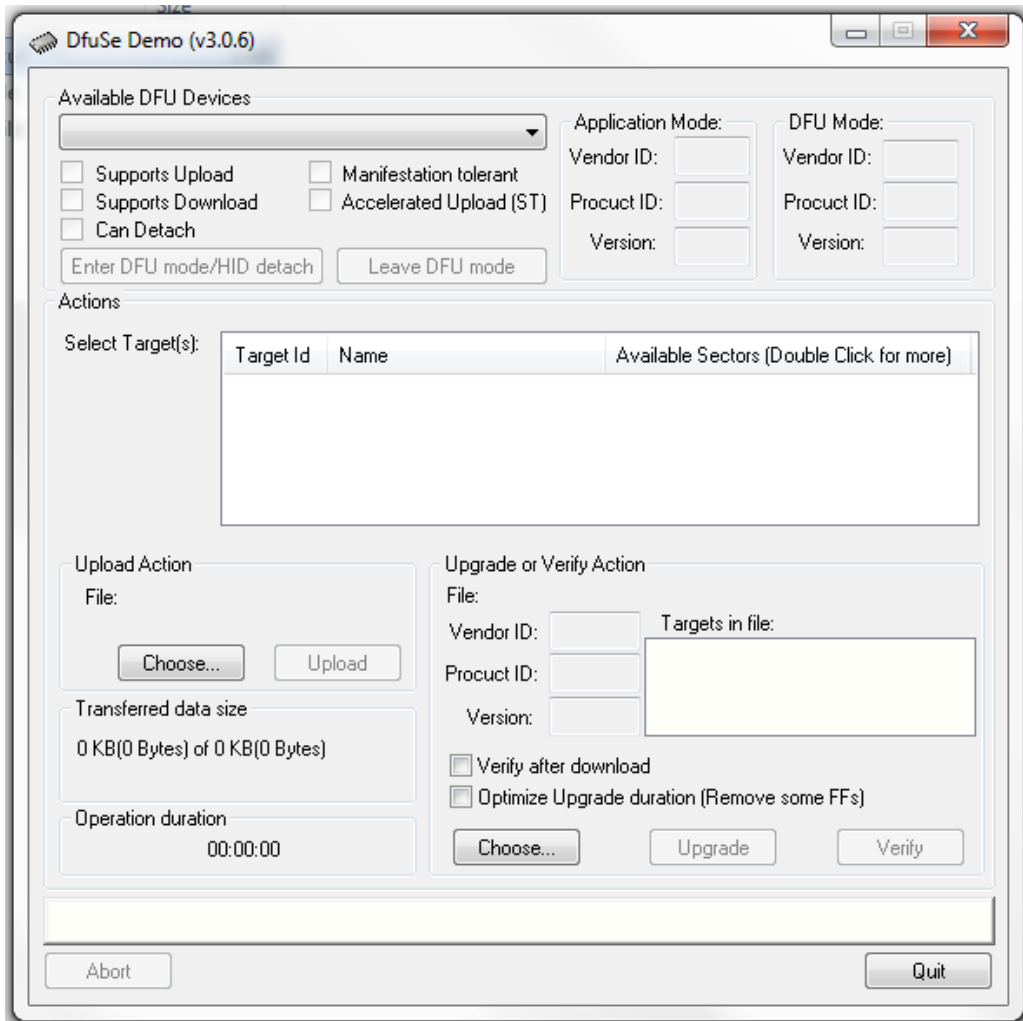 Size
DfuSe Demo (v3.0.6)
Available DFU Devices
Application Mode:
DFU Mode:
Vendor ID:
Vendor ID:
Supports Upload
Manifestation tolerant
Supports Download
Accelerated Upload (ST)
Procuct ID:
Procuct ID:
Can Detach
Version:
Version:
Enter DFU mode/HID detach
Leave DFU mode
Actions
Select Target(s):
Target Id
Name
Available Sectors (Double Click for more)
Upload Action
File:
Choose...
Upload
Transferred data size
0 KB(0 Bytes) of 0 KB(0 Bytes)
Operation duration
00:00:00
Upgrade or Verify Action
File:
Vendor ID:
Targets in file:
Procuct ID:
Version:
Verify after download
Optimize Upgrade duration (Remove some FFs)
Choose...
Upgrade
Verify
Abort
Quit